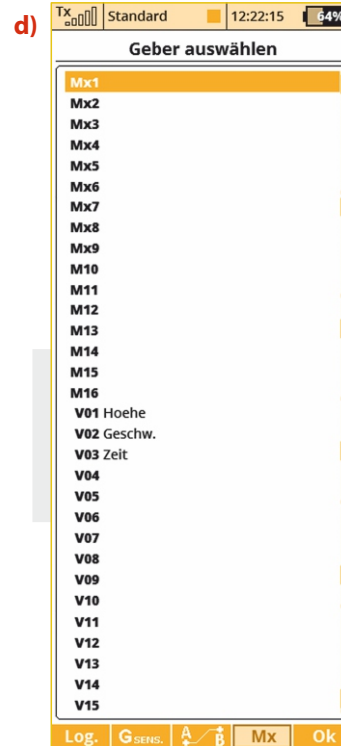 d)
Tx Standard 12:22:15 64%
Geber auswählen
Mx1
Mx2
Mx3
Mx4
Mx5
Mx6
Mx7
Mx8
Mx9
M10
M11
M12
M13
M14
M15
M16
V01 Hoehe
V02 Geschw.
V03 Zeit
V04
V05
V06
V07
V08
V09
V10
V11
V12
V13
V14
V15
Log. G SENS. A B Mx Ok